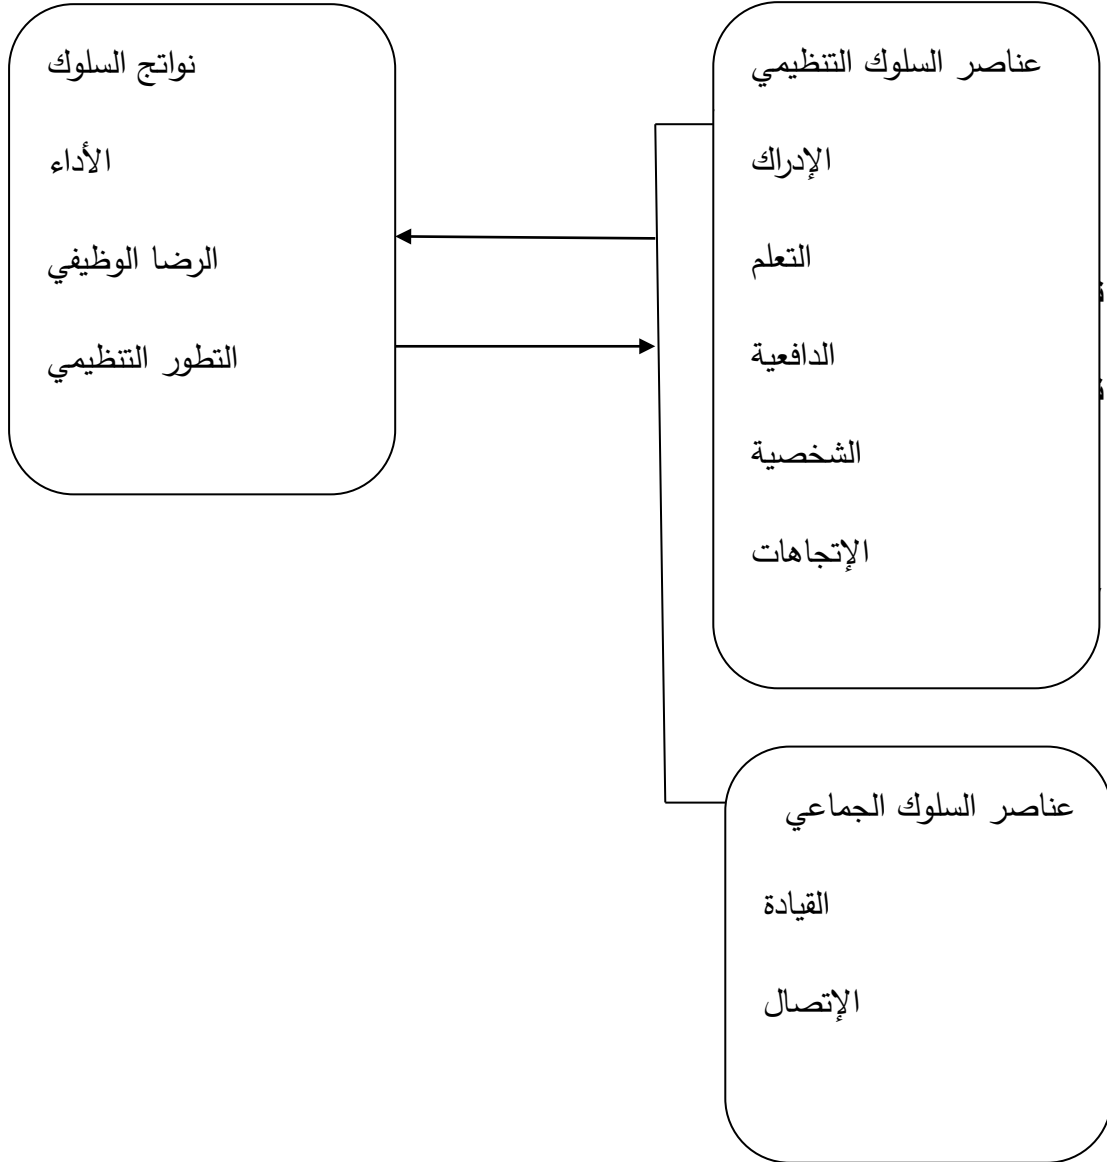 عناصر السلوك التنظيمي
الإدراك
التعلم
الدافعية
الشخصية
الإتجاهات
عناصر السلوك الجماعي
القيادة
الإتصال
نواتج السلوك
الأداء
الرضا الوظيفي
التطور التنظيمي